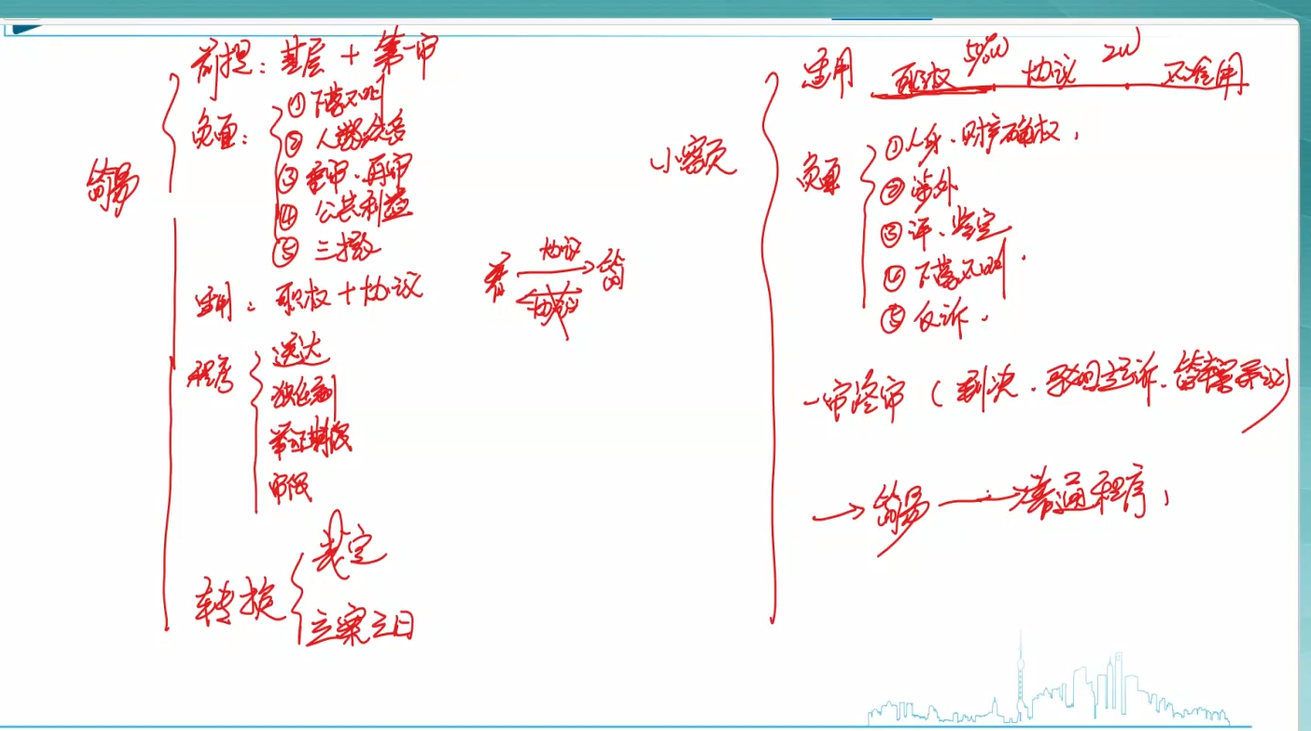 简易
前提：基层 + 第一审
负面：
① 下落不明
② 人数众多
③ 重审、再审
④ 公共利益
⑤ 三撤
适用：职权 + 协议
普 协议 简
协议
程序
送达
独任制
举证期限
审限
转换
裁定
立案之日
小额
适用 职权 50% 协议 2W 不适用
负面
① 人身、财产确权，
② 涉外
③ 评、鉴定
④ 下落不明．
⑤ 反诉．
一审终审（判决、驳回起诉、管辖异议）
→ 简易 → 普通程序，